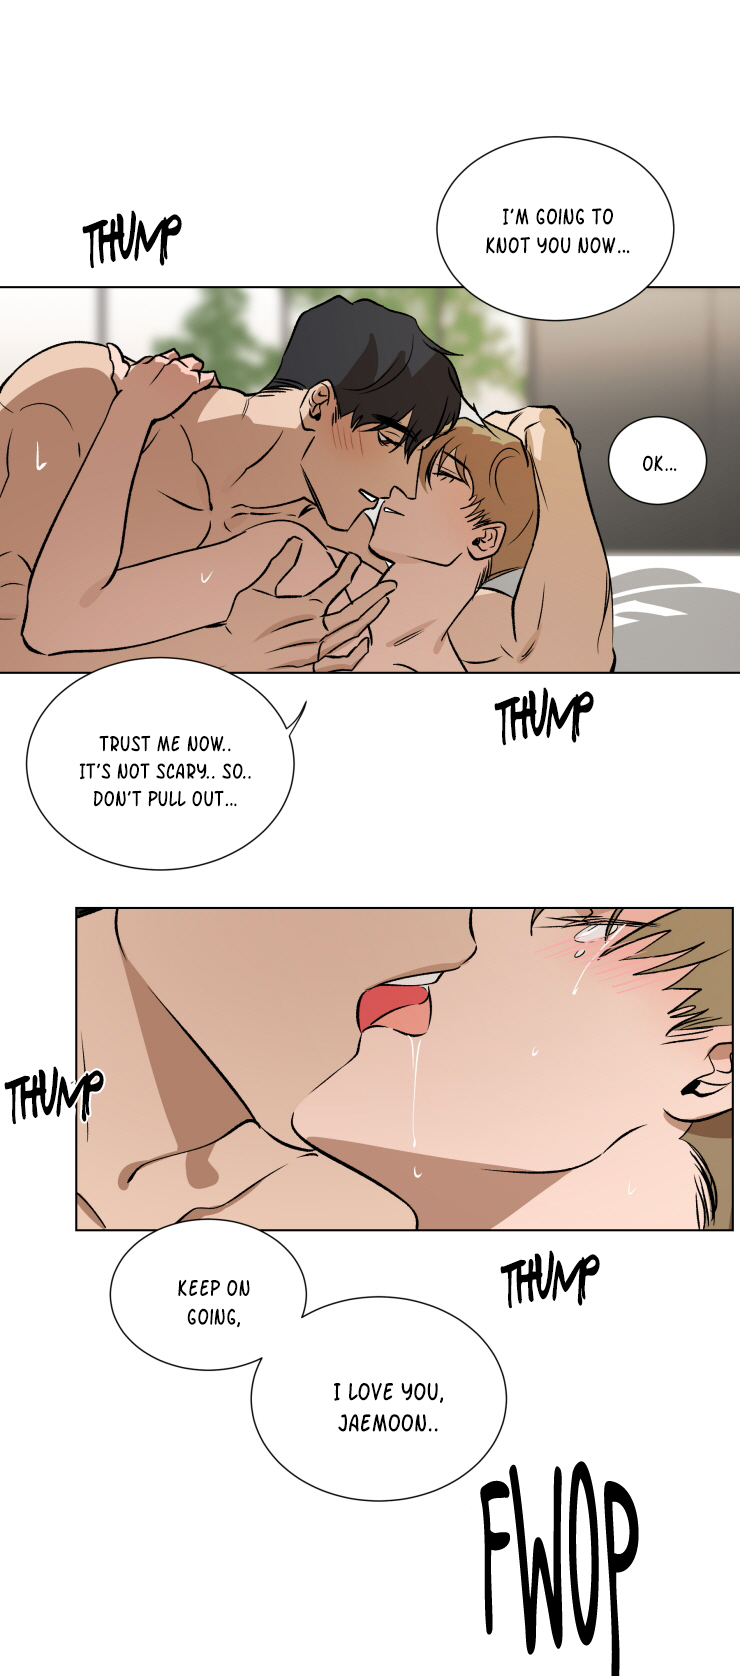 I'M GOING TO
KNOT YOU NOW...
THUMP
OK...
TRUST ME NOW..
IT'S NOT SCARY.. SO..
DON'T PULL OUT...
THUMP
THUMP
KEEP ON
GOING,
THUMP
I LOVE YOU,
JAEMOON..
FWOP